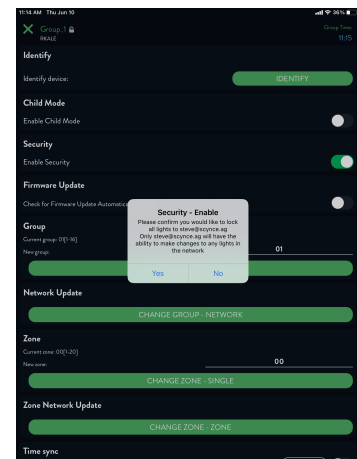 11:14 AM Thu Jun 10
36%
Group_1
Group Time:
RKALE
11:15
Identify
Identify device:
IDENTIFY
Child Mode
Enable Child Mode
Security
Enable Security
Firmware Update
Check for Firmware Update
Security - Enable
Please confirm you would like to lock
all lights to steve@scynce.ag
Only steve@scynce.ag will have the
ability to make changes to any lights in
the network
Yes
No
Group
Current group: 01[1-16]
New group:
01
Network Update
CHANGE GROUP - NETWORK
Zone
Current zone: 00[1-20]
New zone:
00
CHANGE ZONE - SINGLE
Zone Network Update
CHANGE ZONE - ZONE
Time sync